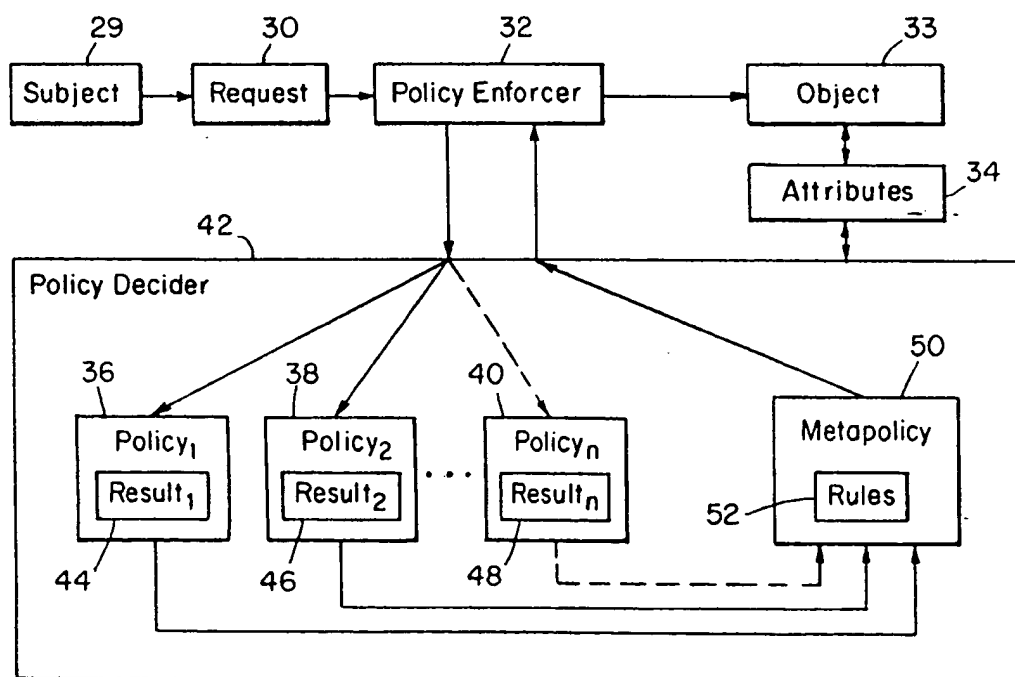 29 30 32 33
Subject Request Policy Enforcer Object
Attributes 34
42
Policy Decider
36 38 40 50
Policy1 Policy2 Policyn Metapolicy
Result1 Result2 ... Resultn 52 Rules
44 46 48